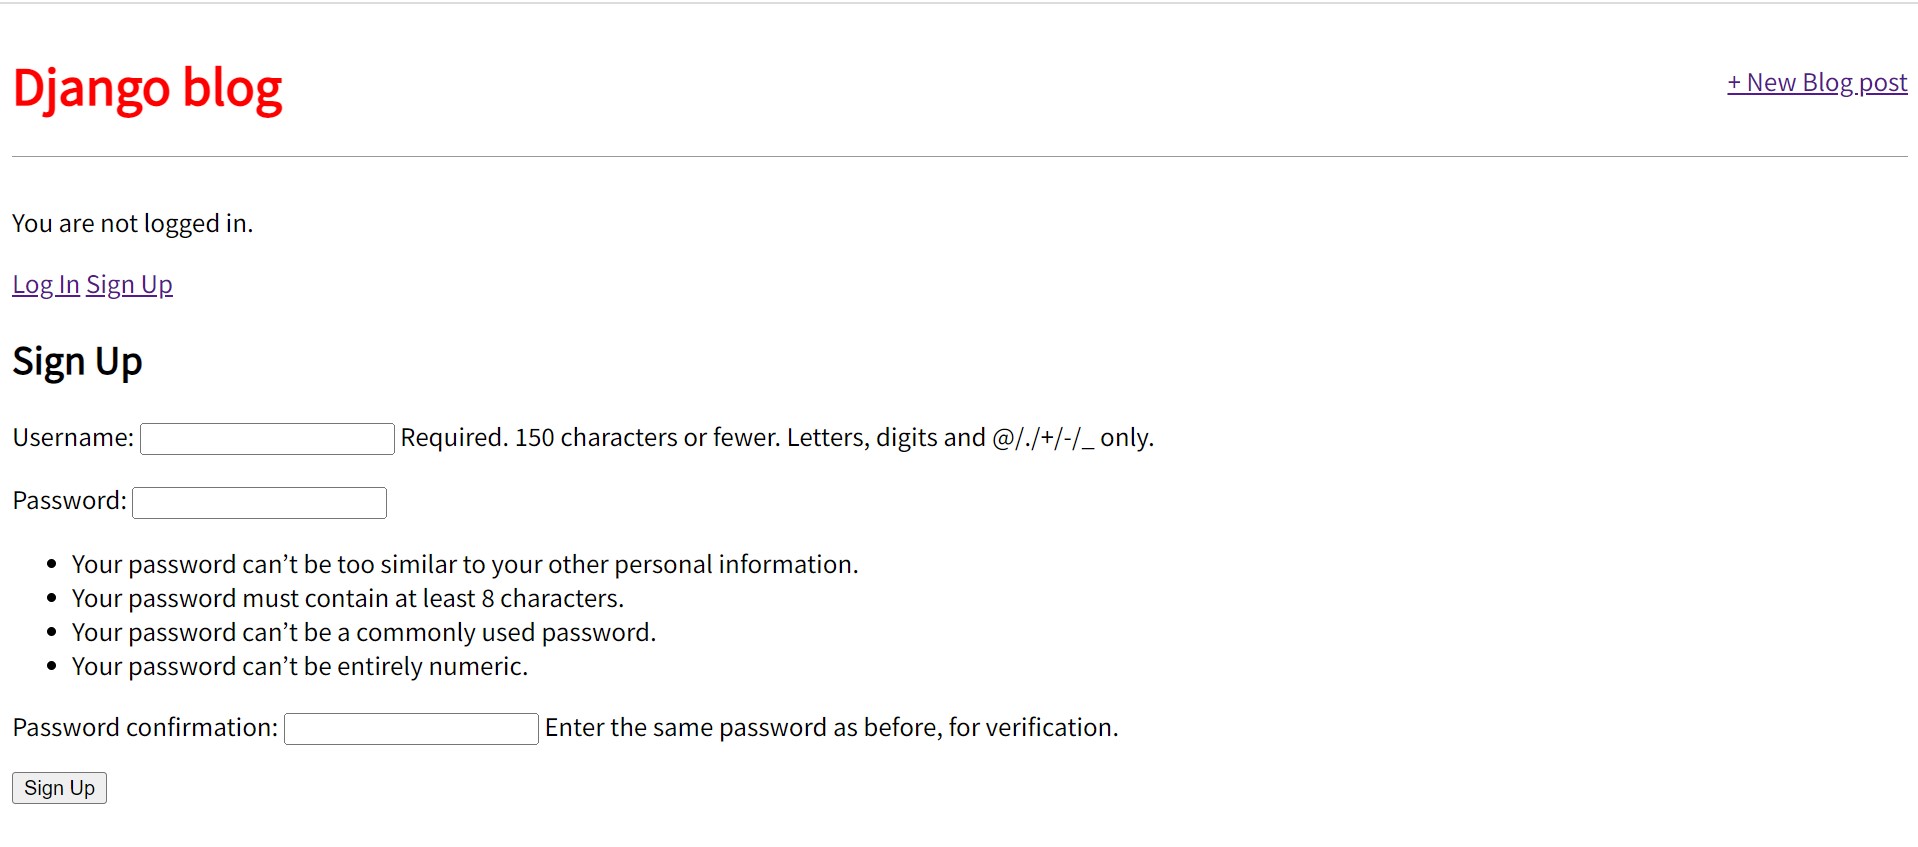 Django blog
+ New Blog post
You are not logged in.
Log In Sign Up
Sign Up
Username: Required. 150 characters or fewer. Letters, digits and @/./+/-/_ only.
Password:
Your password can’t be too similar to your other personal information.
Your password must contain at least 8 characters.
Your password can’t be a commonly used password.
Your password can’t be entirely numeric.
Password confirmation: Enter the same password as before, for verification.
Sign Up